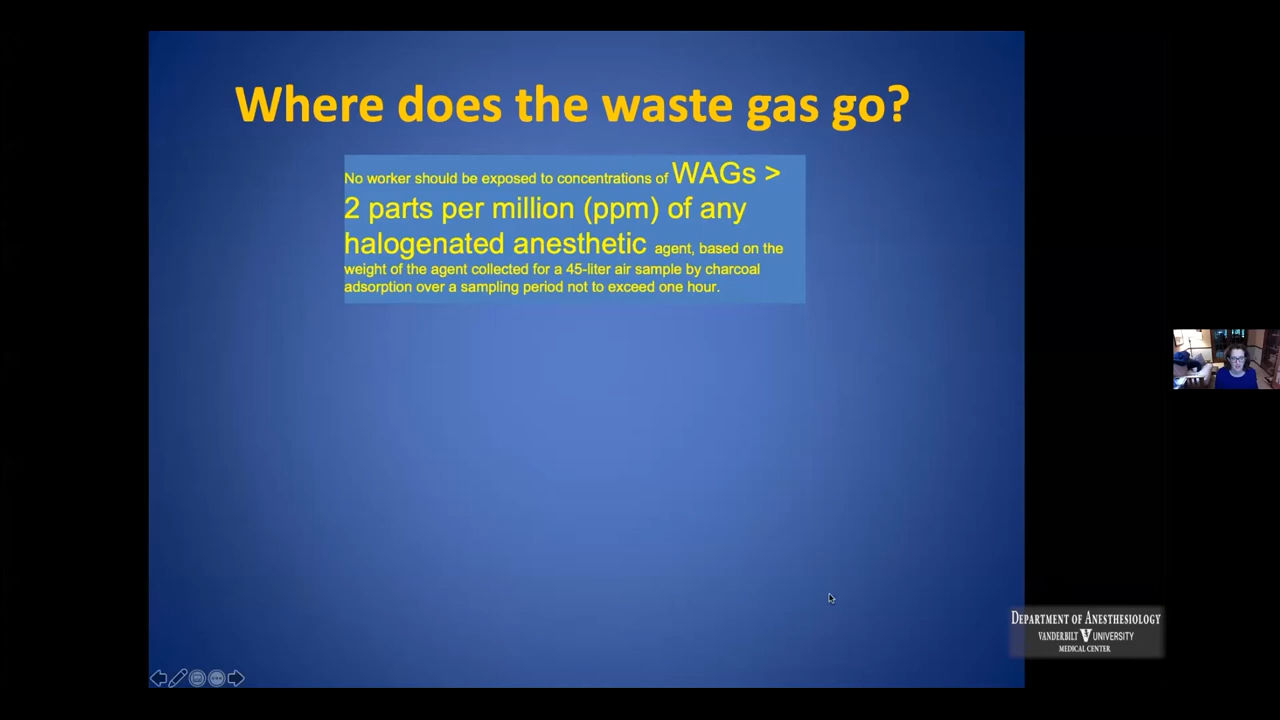 Where does the waste gas go?
No worker should be exposed to concentrations of WAGs >
2 parts per million (ppm) of any
halogenated anesthetic agent, based on the
weight of the agent collected for a 45-liter air sample by charcoal
adsorption over a sampling period not to exceed one hour.
DEPARTMENT OF ANESTHESIOLOGY
VANDERBILT V UNIVERSITY
MEDICAL CENTER